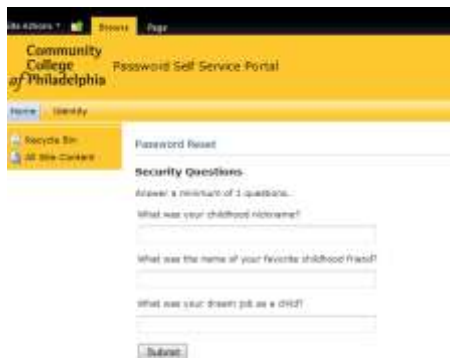 Site Actions
Browse
Page
Community
College
of Philadelphia
Password Self Service Portal
Home
Identity
Recycle Bin
All Site Content
Password Reset
Security Questions
Answer a minimum of questions.
What was your childhood nickname?
What was the name of your favorite childhood friend?
What was your dream job as a child?
Submit